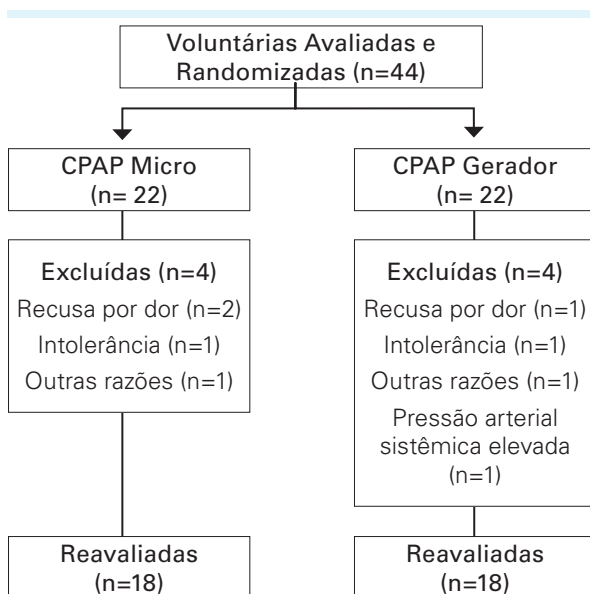 Voluntárias Avaliadas e
Randomizadas (n=44)
CPAP Micro
(n= 22)
Excluídas (n=4)
Recusa por dor (n=2)
Intolerância (n=1)
Outras razões (n=1)
Reavaliadas
(n=18)
CPAP Gerador
(n= 22)
Excluídas (n=4)
Recusa por dor (n=1)
Intolerância (n=1)
Outras razões (n=1)
Pressão arterial
sistêmica elevada
(n=1)
Reavaliadas
(n=18)